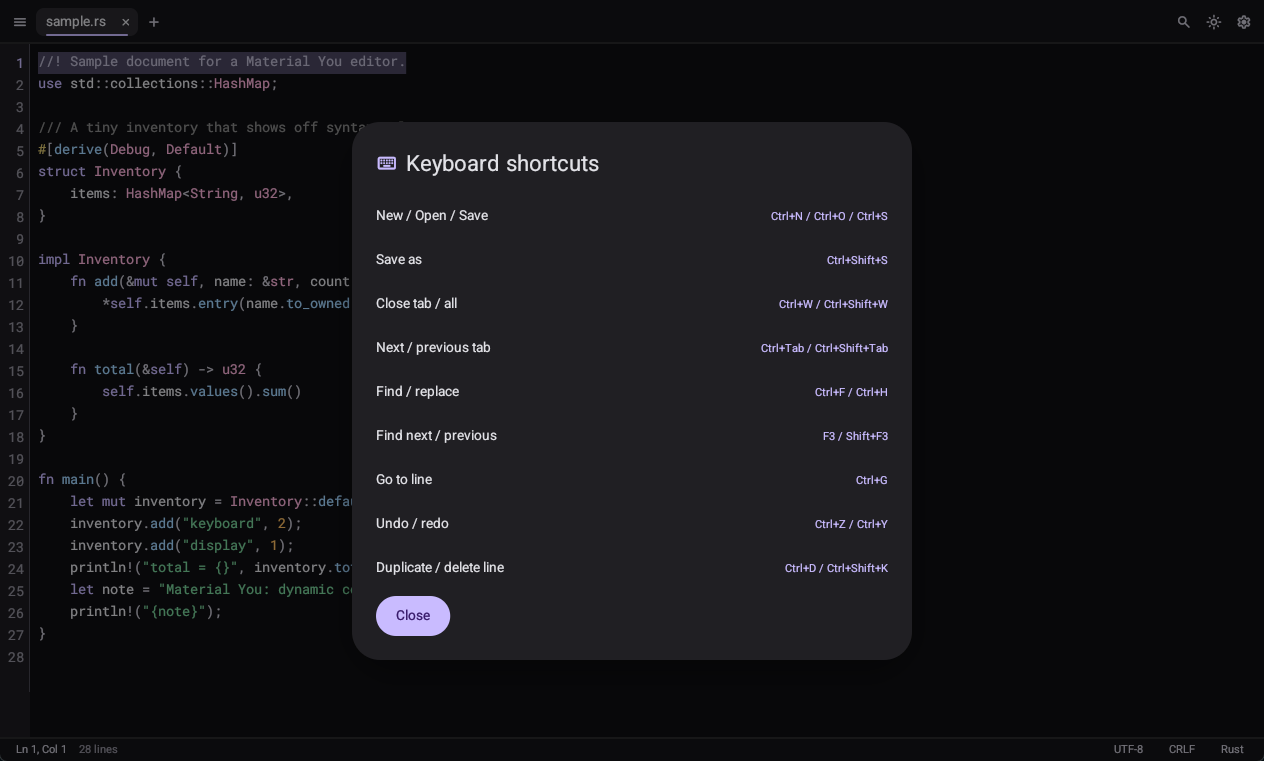 sample.rs
1 //! Sample document for a Material You editor.
2 use std::collections::HashMap;
3
4 /// A tiny inventory that shows off
5 #[derive(Debug, Default)]
6 struct Inventory {
7 items: HashMap<String, u32>,
8 }
9
10 impl Inventory {
11 fn add(&mut self, name: &str, count
12 *self.items.entry(name.to_owned
13 }
14
15 fn total(&self) -> u32 {
16 self.items.values().sum()
17 }
18 }
19
20 fn main() {
21 let mut inventory = Inventory::defau
22 inventory.add("keyboard", 2);
23 inventory.add("display", 1);
24 println!("total = {}", inventory.to
25 let note = "Material You: dynamic c
26 println!("{note}");
27 }
28
Keyboard shortcuts
New / Open / Save Ctrl+N / Ctrl+O / Ctrl+S
Save as Ctrl+Shift+S
Close tab / all Ctrl+W / Ctrl+Shift+W
Next / previous tab Ctrl+Tab / Ctrl+Shift+Tab
Find / replace Ctrl+F / Ctrl+H
Find next / previous F3 / Shift+F3
Go to line Ctrl+G
Undo / redo Ctrl+Z / Ctrl+Y
Duplicate / delete line Ctrl+D / Ctrl+Shift+K
Close
Ln 1, Col 1 28 lines UTF-8 CRLF Rust